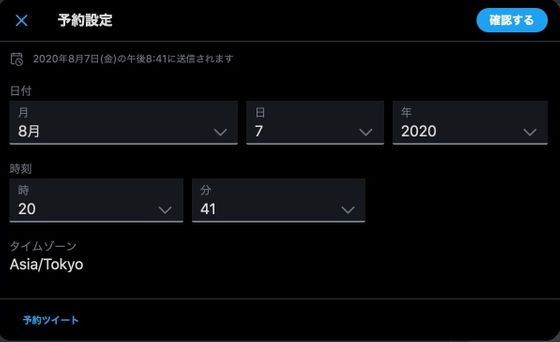 予約設定
確認する
2020年8月7日(金)の午後8:41に送信されます
日付
月
日
年
8月
7
2020
時刻
時
分
20
41
タイムゾーン
Asia/Tokyo
予約ツイート